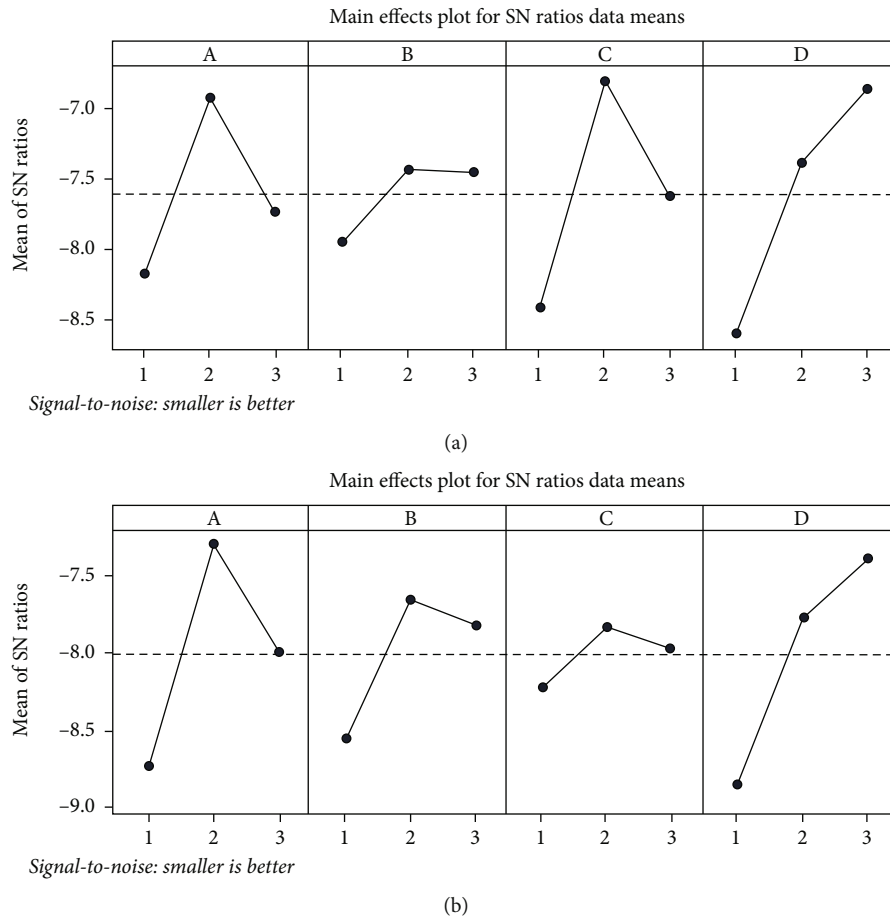 Main effects plot for SN ratios data means
A B C D
Mean of SN ratios
−7.0
−7.5
−8.0
−8.5
1 2 3 1 2 3 1 2 3 1 2 3
Signal-to-noise: smaller is better
(a)
Main effects plot for SN ratios data means
A B C D
Mean of SN ratios
−7.5
−8.0
−8.5
−9.0
1 2 3 1 2 3 1 2 3 1 2 3
Signal-to-noise: smaller is better
(b)